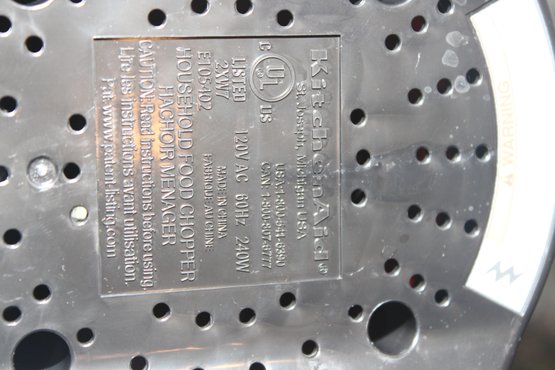 KitchenAid®
St. Joseph, Michigan USA
C UL US
LISTED
2XV7
E105402
120V AC 60Hz 240W
MADE IN CHINA
FABRIQUÉ AU CHINE
HOUSEHOLD FOOD CHOPPER
HACHOIR MÉNAGER
CAUTION: Read Instructions before using
Lire les instructions avant utilisation.
Pat: www.patent-listing.com
WARNING